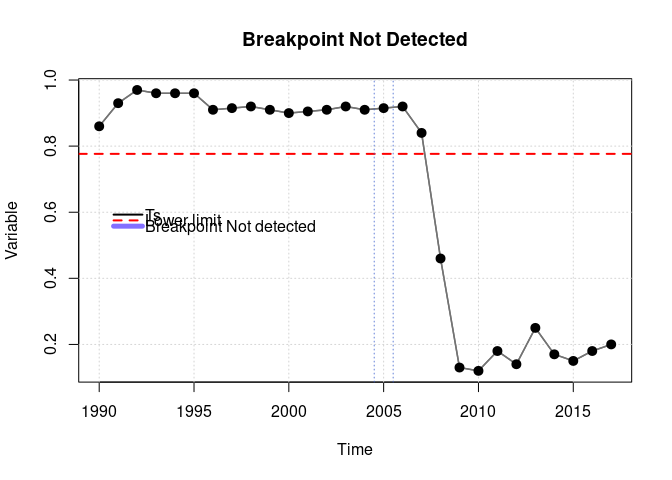 Breakpoint Not Detected
Variable
1.0
0.8
0.6
0.4
0.2
Ts
Lower limit
Breakpoint Not detected
1990 1995 2000 2005 2010 2015
Time